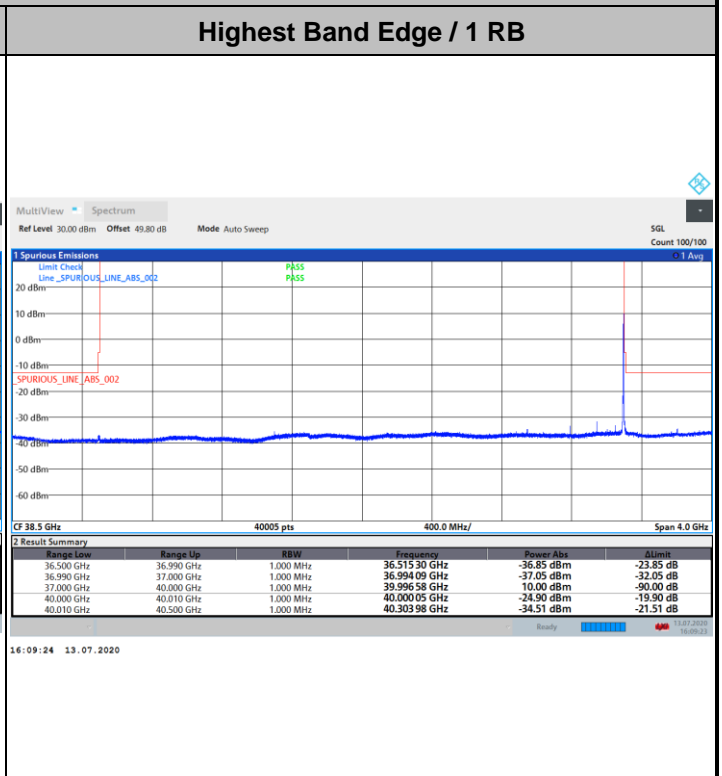 Highest Band Edge / 1 RB
MultiView Spectrum
Ref Level 30.00 dBm Offset 49.80 dB Mode Auto Sweep SGL
Count 100/100
1 Spurious Emissions 1 Avg
Limit Check PASS
Line _SPURIOUS_LINE_ABS_002 PASS
20 dBm
10 dBm
0 dBm
-10 dBm
_SPURIOUS_LINE_ABS_002
-20 dBm
-30 dBm
-40 dBm
-50 dBm
-60 dBm
CF 38.5 GHz 40005 pts 400.0 MHz/ Span 4.0 GHz
2 Result Summary
Range Low Range Up RBW Frequency Power Abs ΔLimit
36.500 GHz 36.990 GHz 1.000 MHz 36.515 30 GHz -36.85 dBm -23.85 dB
36.990 GHz 37.000 GHz 1.000 MHz 36.994 09 GHz -37.05 dBm -32.05 dB
37.000 GHz 40.000 GHz 1.000 MHz 39.996 58 GHz 10.00 dBm -90.00 dB
40.000 GHz 40.010 GHz 1.000 MHz 40.000 05 GHz -24.90 dBm -19.90 dB
40.010 GHz 40.500 GHz 1.000 MHz 40.303 98 GHz -34.51 dBm -21.51 dB
Ready 13.07.2020
16:09:23
16:09:24 13.07.2020